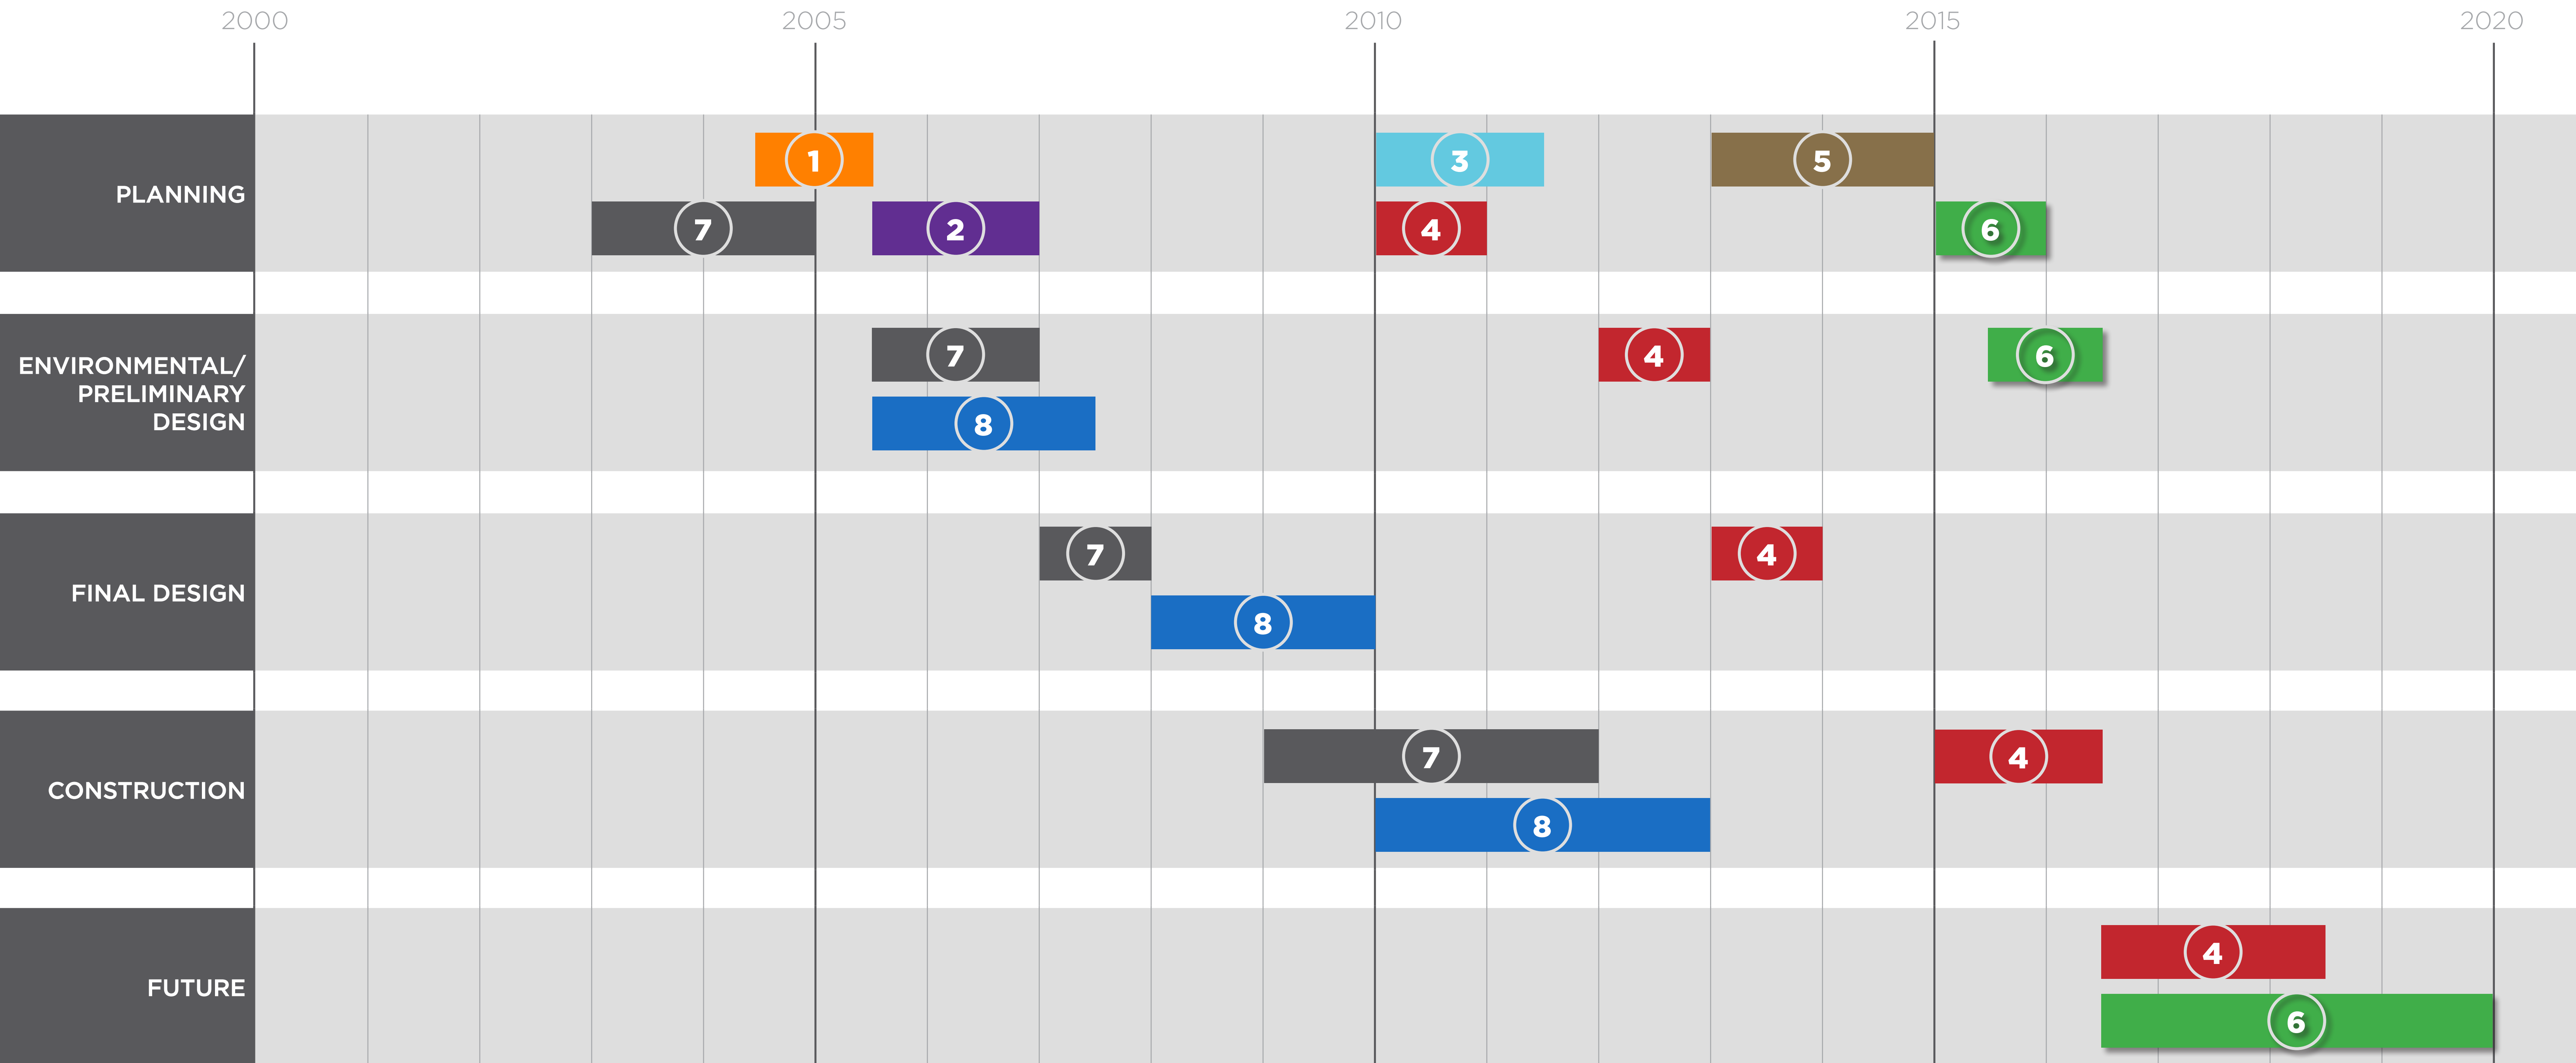 2000 2005 2010 2015 2020
1 3 5
PLANNING
7 2 4 6
7 4 6
ENVIRONMENTAL/
PRELIMINARY
DESIGN
8
7 4
FINAL DESIGN
8
7 4
CONSTRUCTION
8
4
FUTURE
6